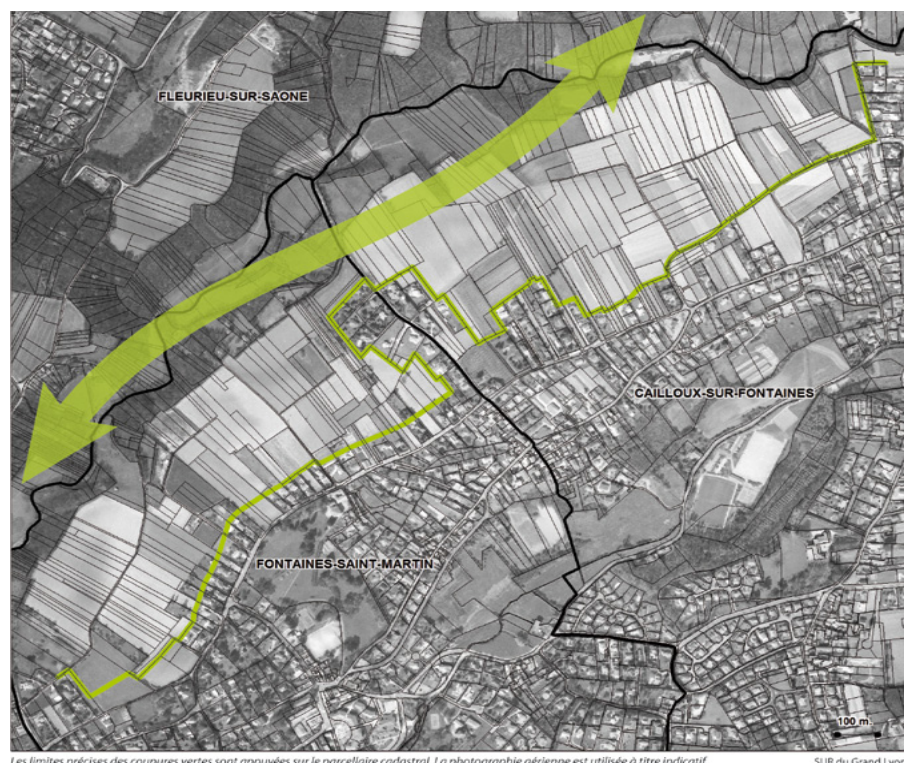 FLEURIEU-SUR-SAONE
CAILLOUX-SUR-FONTAINES
FONTAINES-SAINT-MARTIN
100 m.
Les limites précises des coupures vertes sont appuyées sur le parcellaire cadastral. La photographie aérienne est utilisée à titre indicatif.
SUR du Grand Lyon